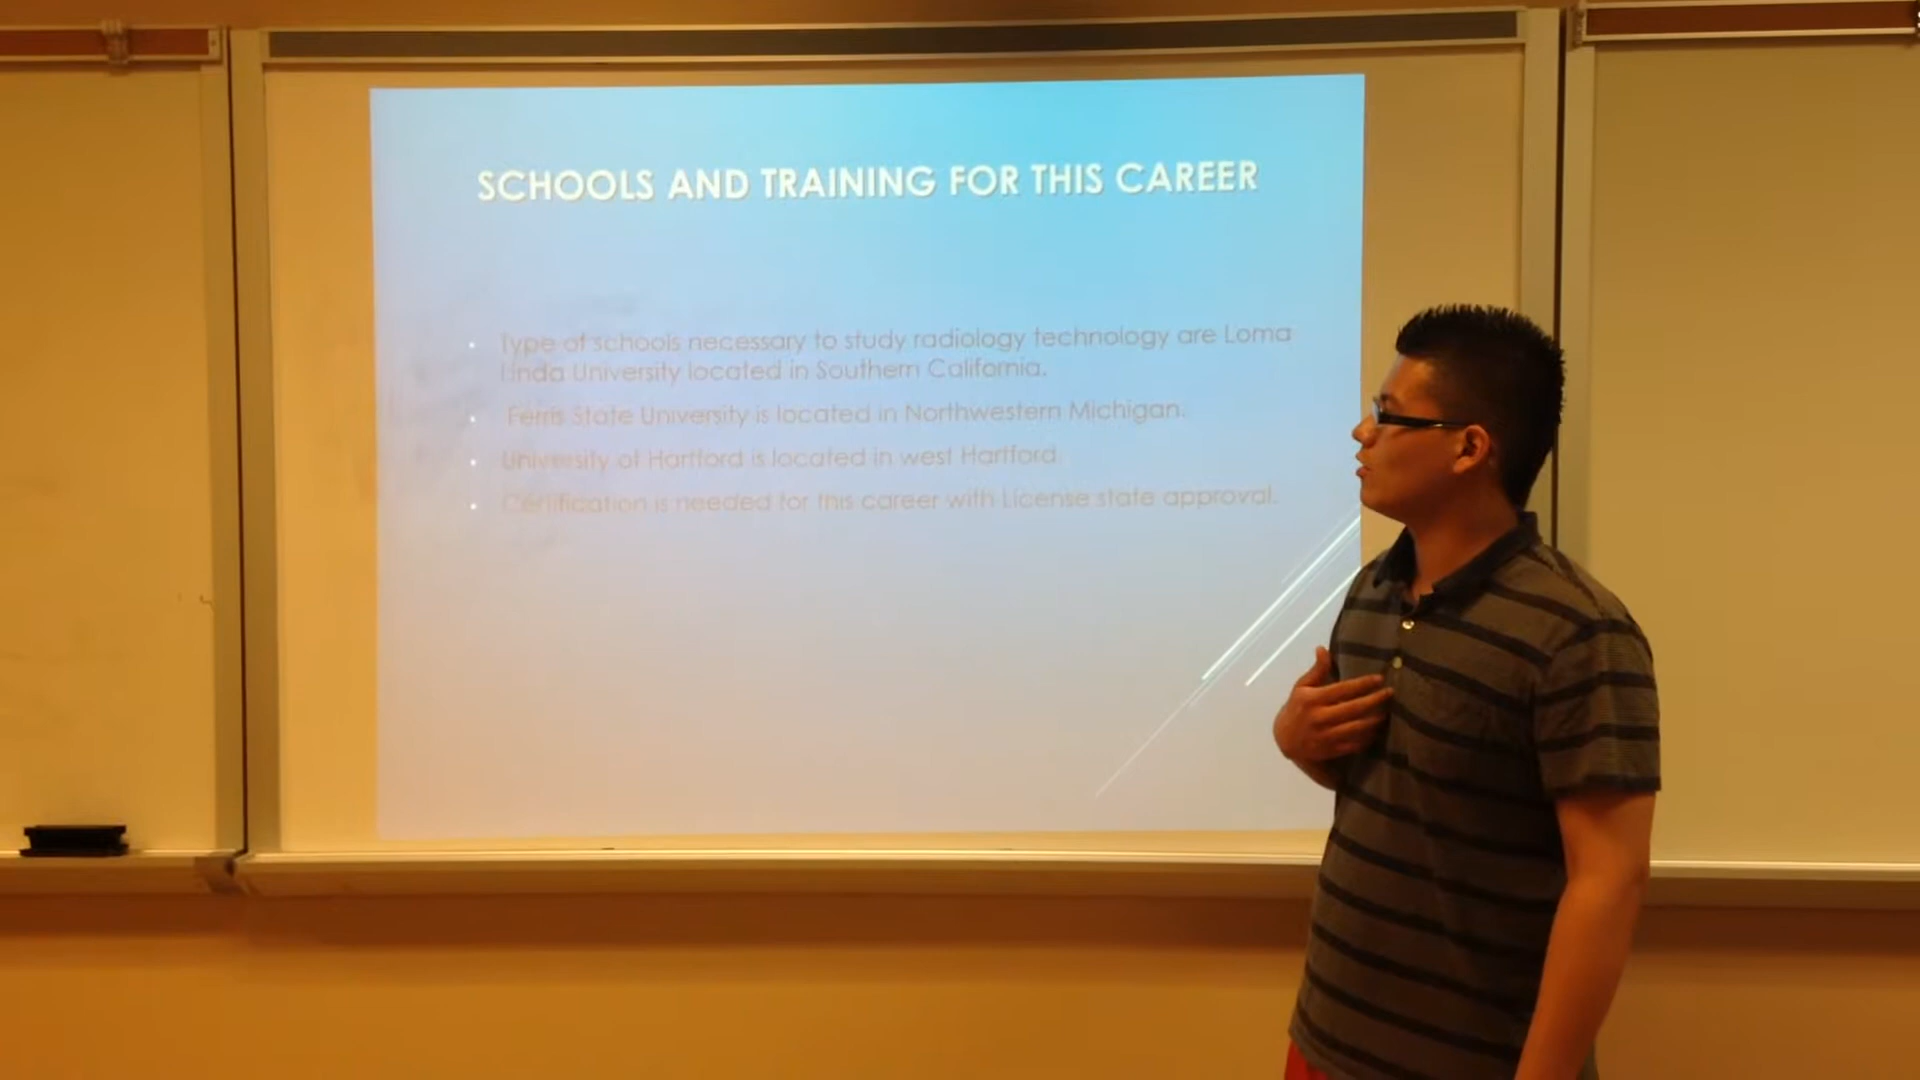 SCHOOLS AND TRAINING FOR THIS CAREER
Type of schools necessary to study radiology technology are Loma
Linda University located in Southern California.
Ferris State University is located in Northwestern Michigan.
University of Hartford is located in west Hartford.
Certification is needed for this career with License state approval.